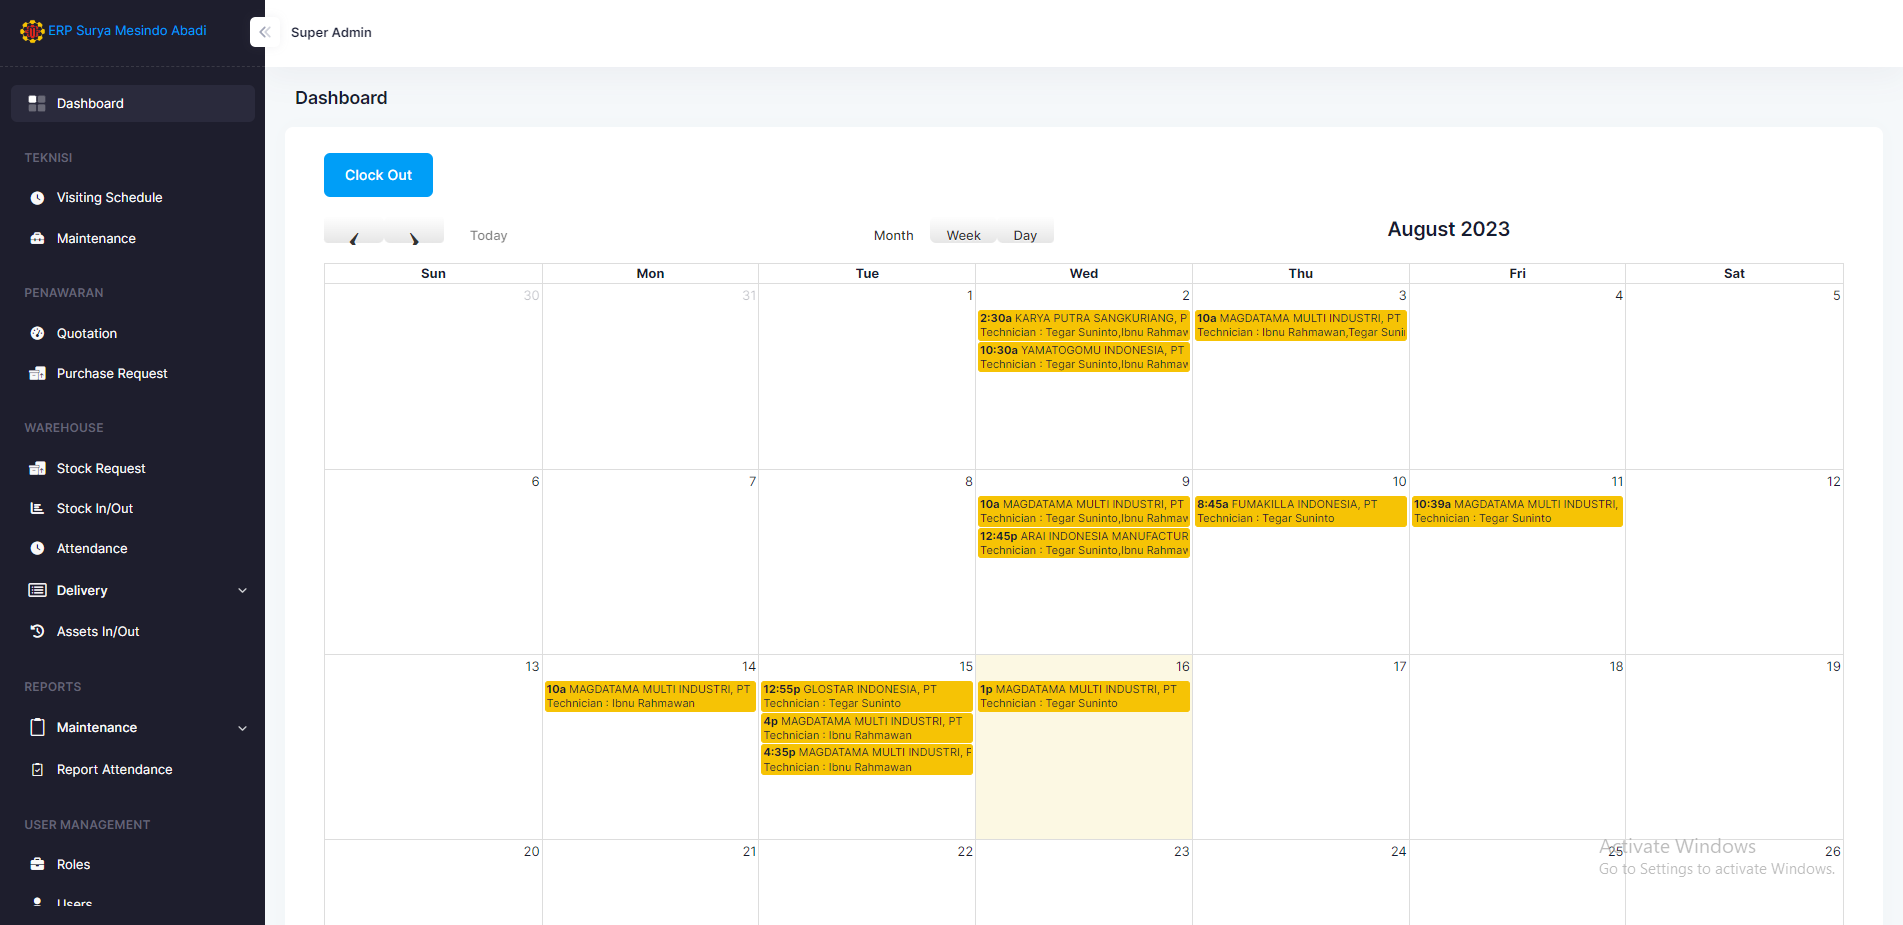 ERP Surya Mesindo Abadi
Super Admin
Dashboard
TEKNISI
Visiting Schedule
Maintenance
PENAWARAN
Quotation
Purchase Request
WAREHOUSE
Stock Request
Stock In/Out
Attendance
Delivery
Assets In/Out
REPORTS
Maintenance
Report Attendance
USER MANAGEMENT
Roles
Users
Dashboard
Clock Out
Today
Month Week Day
August 2023
Sun Mon Tue Wed Thu Fri Sat
30 31 1 2 3 4 5
2:30a KARYA PUTRA SANGKURIANG, P
Technician : Tegar Suninto,Ibnu Rahmaw
10:30a YAMATOGOMU INDONESIA, PT
Technician : Tegar Suninto,Ibnu Rahmaw
10a MAGDATAMA MULTI INDUSTRI, PT
Technician : Ibnu Rahmawan,Tegar Suni
6 7 8 9 10 11 12
10a MAGDATAMA MULTI INDUSTRI, PT
Technician : Tegar Suninto,Ibnu Rahmaw
12:45p ARAI INDONESIA MANUFACTUR
Technician : Tegar Suninto,Ibnu Rahmaw
8:45a FUMAKILLA INDONESIA, PT
Technician : Tegar Suninto
10:39a MAGDATAMA MULTI INDUSTRI,
Technician : Tegar Suninto
13 14 15 16 17 18 19
10a MAGDATAMA MULTI INDUSTRI, PT
Technician : Ibnu Rahmawan
12:55p GLOSTAR INDONESIA, PT
Technician : Tegar Suninto
4p MAGDATAMA MULTI INDUSTRI, PT
Technician : Ibnu Rahmawan
4:35p MAGDATAMA MULTI INDUSTRI, P
Technician : Ibnu Rahmawan
1p MAGDATAMA MULTI INDUSTRI, PT
Technician : Tegar Suninto
20 21 22 23 24 25 26
Activate Windows
Go to Settings to activate Windows.